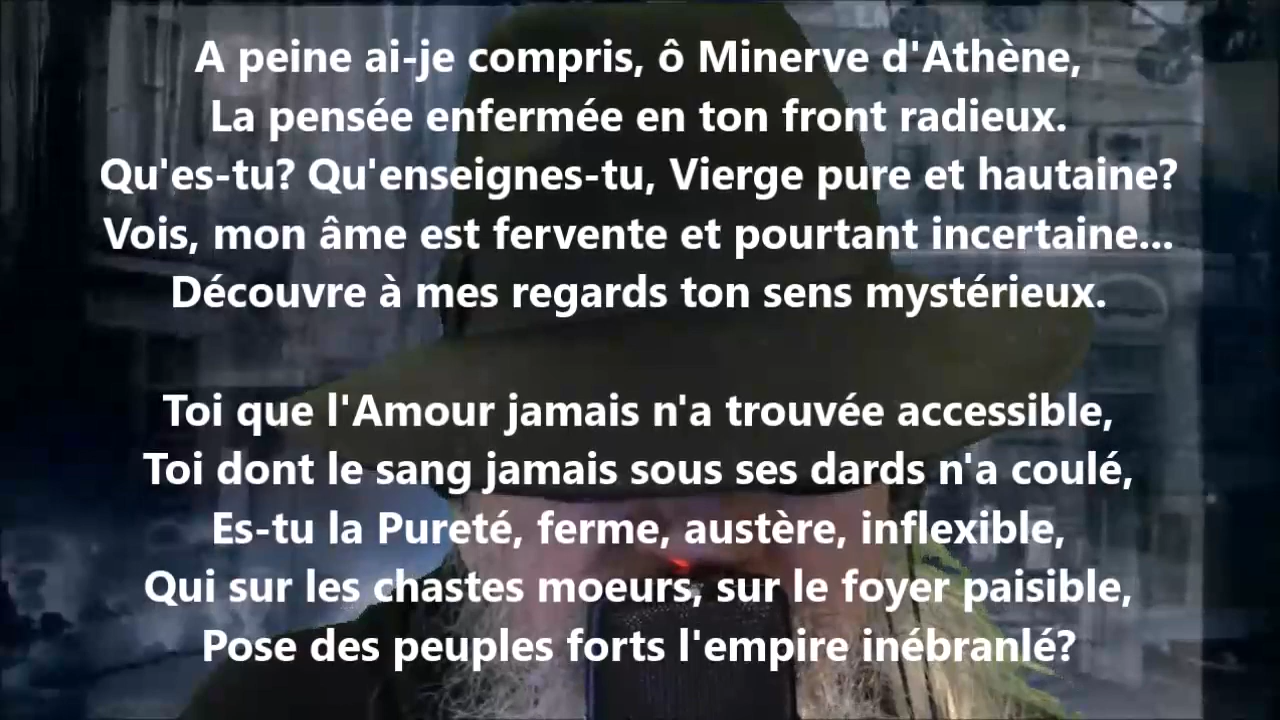 A peine ai-je compris, ô Minerve d'Athène,
La pensée enfermée en ton front radieux.
Qu'es-tu? Qu'enseignes-tu, Vierge pure et hautaine?
Vois, mon âme est fervente et pourtant incertaine...
Découvre à mes regards ton sens mystérieux.
Toi que l'Amour jamais n'a trouvée accessible,
Toi dont le sang jamais sous ses dards n'a coulé,
Es-tu la Pureté, ferme, austère, inflexible,
Qui sur les chastes moeurs, sur le foyer paisible,
Pose des peuples forts l'empire inébranlé?